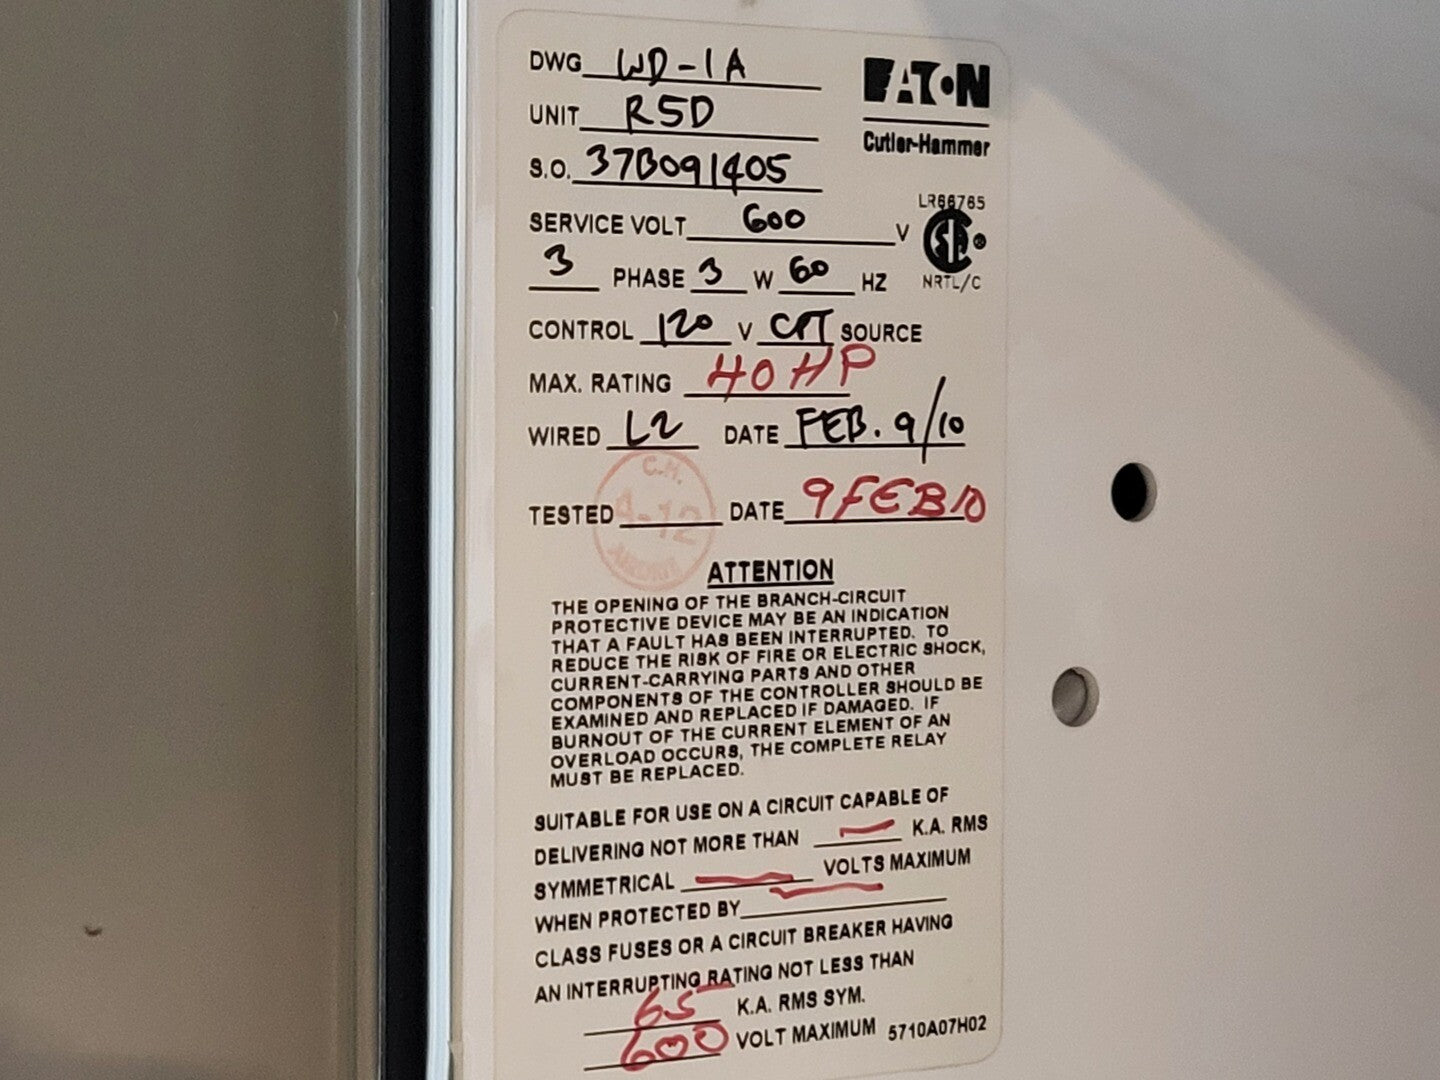 DWG WD-1A
EATON
UNIT R5D
Cutler-Hammer
S.O. 37B091405
LR86765
SERVICE VOLT 600 V
SA ®
3 PHASE 3 W 60 HZ
NRTL/C
CONTROL 120 V CPT SOURCE
MAX. RATING 40 HP
WIRED L2 DATE FEB. 9/10
C.H.
A-12
TESTED DATE 9FEB10
ATTENTION
THE OPENING OF THE BRANCH-CIRCUIT
PROTECTIVE DEVICE MAY BE AN INDICATION
THAT A FAULT HAS BEEN INTERRUPTED. TO
REDUCE THE RISK OF FIRE OR ELECTRIC SHOCK,
CURRENT-CARRYING PARTS AND OTHER
COMPONENTS OF THE CONTROLLER SHOULD BE
EXAMINED AND REPLACED IF DAMAGED. IF
BURNOUT OF THE CURRENT ELEMENT OF AN
OVERLOAD OCCURS, THE COMPLETE RELAY
MUST BE REPLACED.
SUITABLE FOR USE ON A CIRCUIT CAPABLE OF
DELIVERING NOT MORE THAN — K.A. RMS
SYMMETRICAL — VOLTS MAXIMUM
WHEN PROTECTED BY —
CLASS FUSES OR A CIRCUIT BREAKER HAVING
AN INTERRUPTING RATING NOT LESS THAN
65 K.A. RMS SYM.
600 VOLT MAXIMUM 5710A07H02